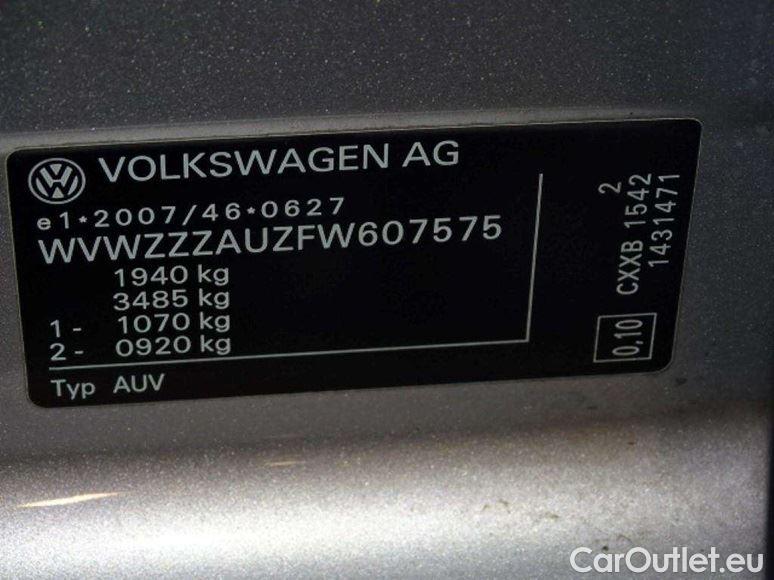 VOLKSWAGEN AG
e1*2007/46*0627
WVWZZZAUZFW607575
1940 kg
3485 kg
1 - 1070 kg
2 - 0920 kg
Typ AUV
2
CXXB 1542
1431471
0,10
CarOutlet.eu